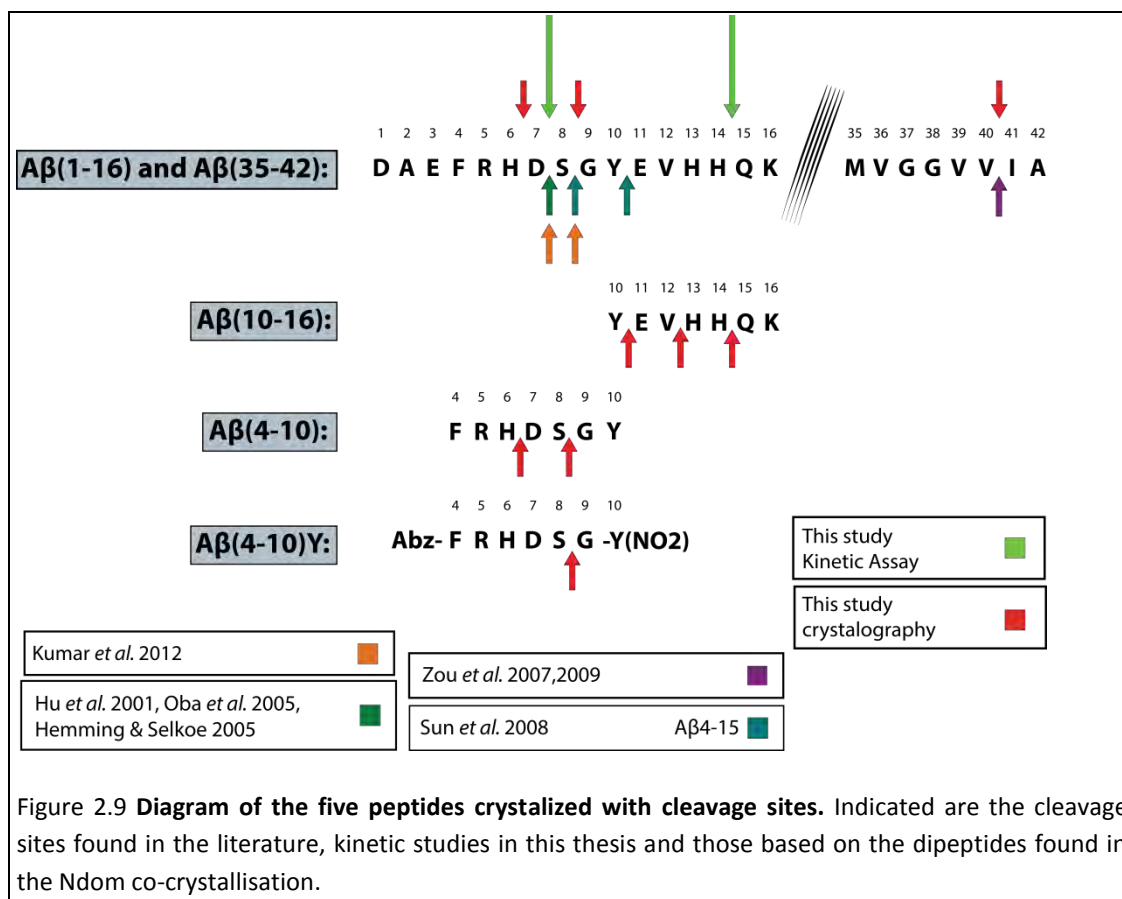 1 2 3 4 5 6 7 8 9 10 11 12 13 14 15 16 35 36 37 38 39 40 41 42
Aβ(1-16) and Aβ(35-42): D A E F R H D S G Y E V H H Q K M V G G V V I A
10 11 12 13 14 15 16
Aβ(10-16): Y E V H H Q K
4 5 6 7 8 9 10
Aβ(4-10): F R H D S G Y
4 5 6 7 8 9 10
Aβ(4-10)Y: Abz- F R H D S G -Y(NO2)
This study
Kinetic Assay
This study
crystalography
Kumar et al. 2012
Hu et al. 2001, Oba et al. 2005,
Hemming & Selkoe 2005
Zou et al. 2007,2009
Sun et al. 2008 Aβ4-15
Figure 2.9 Diagram of the five peptides crystalized with cleavage sites. Indicated are the cleavage
sites found in the literature, kinetic studies in this thesis and those based on the dipeptides found in
the Ndom co-crystallisation.